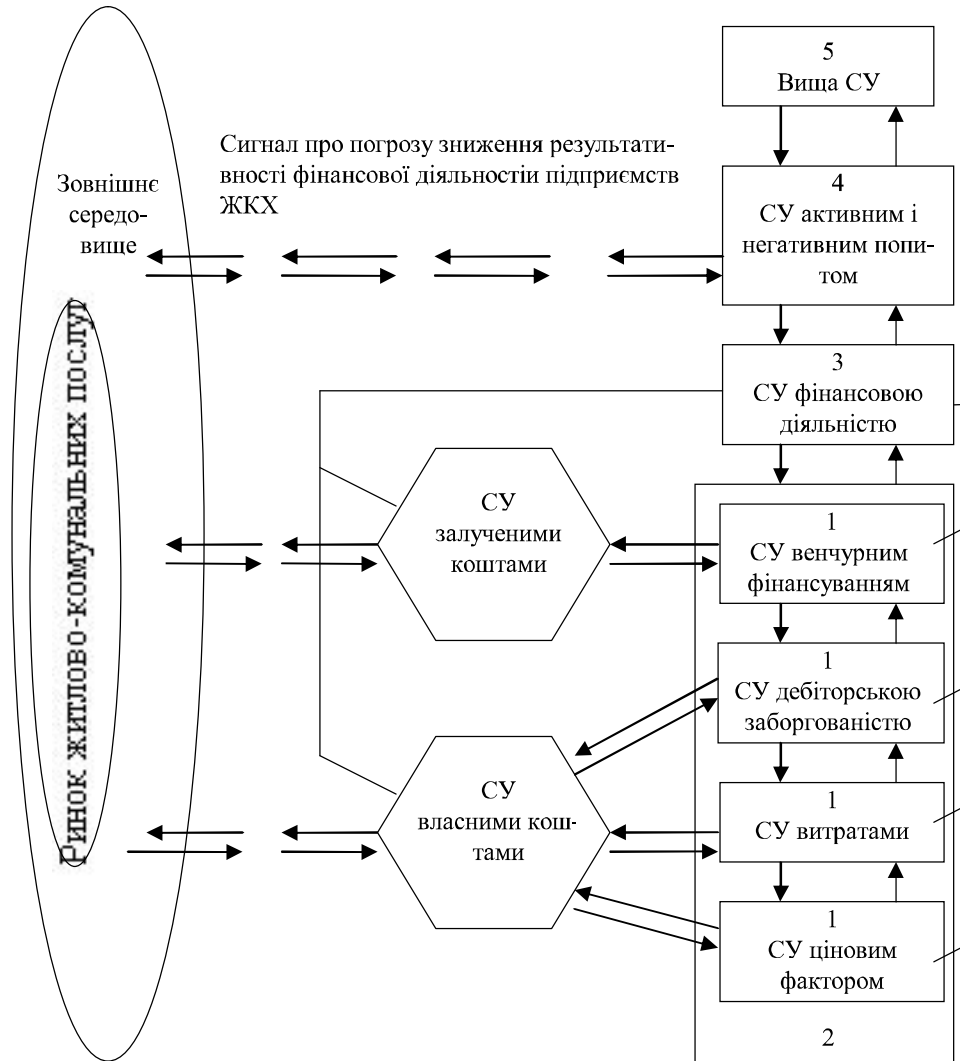 5
Вища СУ
Сигнал про погрозу зниження результати-
вності фінансової діяльностіи підприємств
ЖКХ
Зовнішнє
середо-
вище
4
СУ активним і
негативним попи-
том
3
СУ фінансовою
діяльністю
Ринок житлово-комунальних послуг
СУ
залученими
коштами
1
СУ венчурним
фінансуванням
1
СУ дебіторською
заборгованістю
СУ
власними кош-
тами
1
СУ витратами
1
СУ ціновим
фактором
2